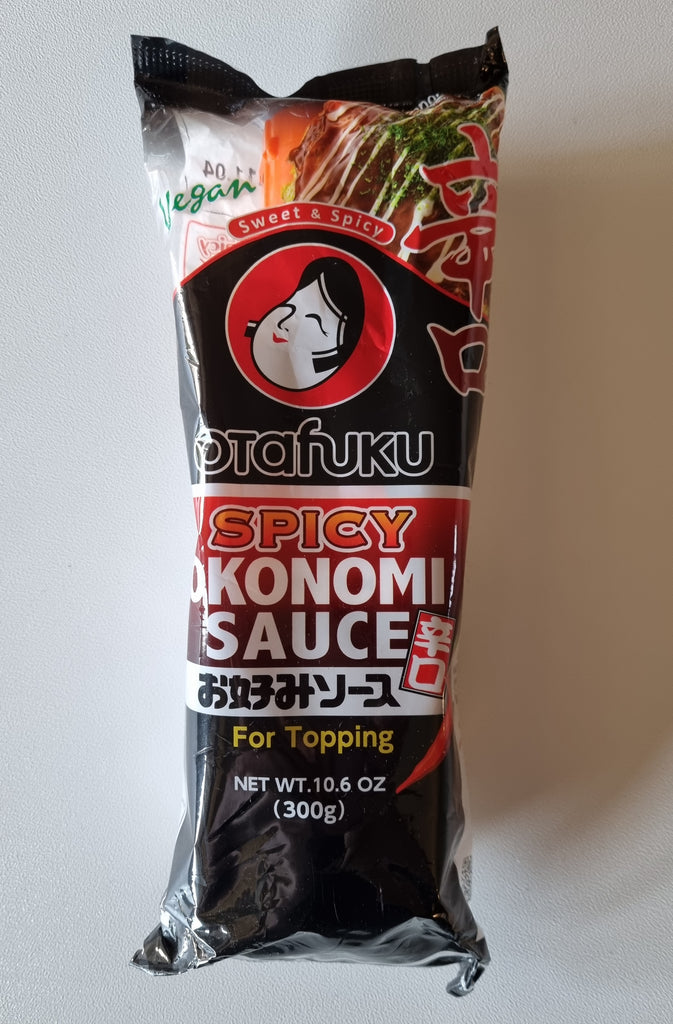 Vegan
Sweet & Spicy
辛口
OTafUKU
SPICY
OKONOMI
SAUCE
辛口
お好みソース
For Topping
NET WT.10.6 OZ
(300g)